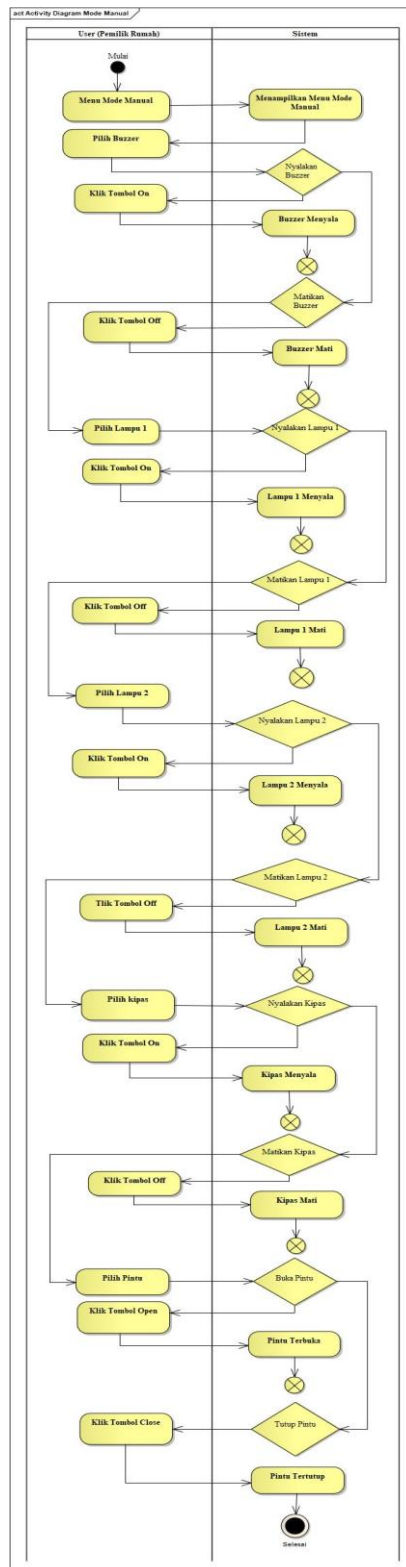 act Activity Diagram Mode Manual
User (Pemilik Rumah)
Sistem
Mulai
Menu Mode Manual
Menampilkan Menu Mode
Manual
Pilih Buzzer
Nyalakan
Buzzer
Klik Tombol On
Buzzer Menyala
Matikan
Buzzer
Klik Tombol Off
Buzzer Mati
Pilih Lampu 1
Nyalakan Lampu 1
Klik Tombol On
Lampu 1 Menyala
Matikan Lampu 1
Klik Tombol Off
Lampu 1 Mati
Pilih Lampu 2
Nyalakan Lampu 2
Klik Tombol On
Lampu 2 Menyala
Matikan Lampu 2
Tlik Tombol Off
Lampu 2 Mati
Pilih kipas
Nyalakan Kipas
Klik Tombol On
Kipas Menyala
Matikan Kipas
Klik Tombol Off
Kipas Mati
Pilih Pintu
Buka Pintu
Klik Tombol Open
Pintu Terbuka
Klik Tombol Close
Tutup Pintu
Pintu Tertutup
Selesai